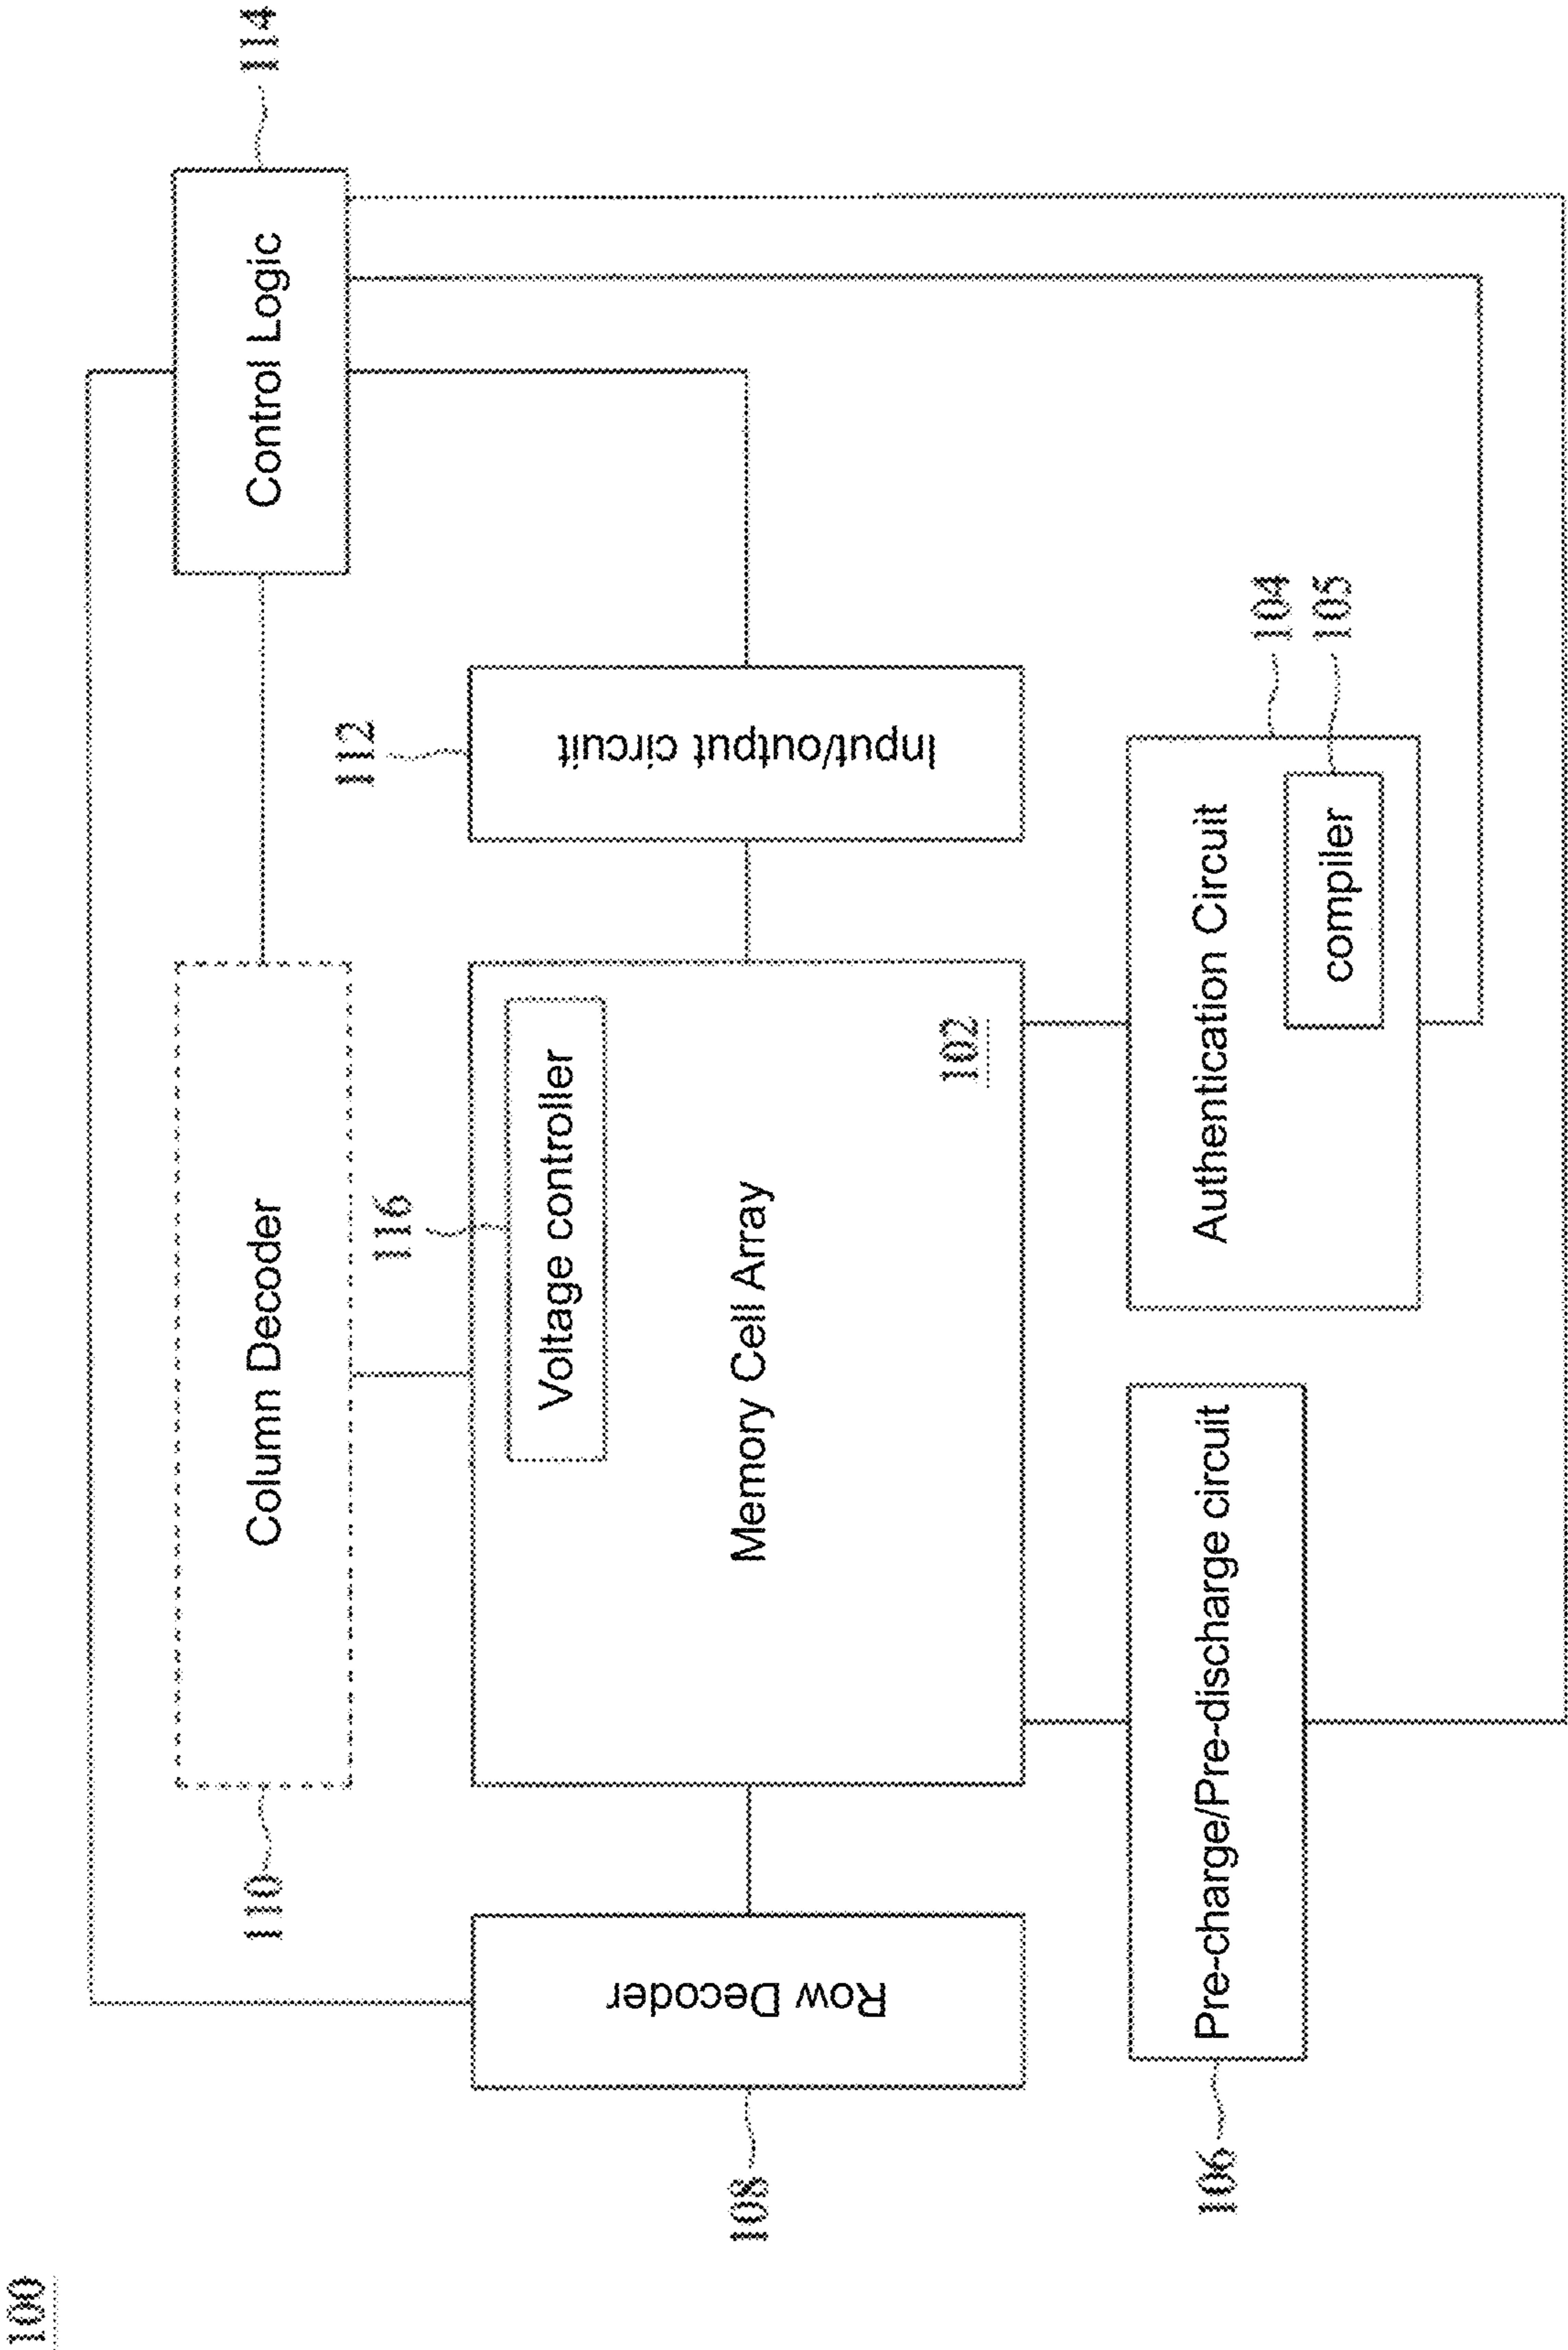 100
114
Control Logic
Column Decoder
110
116
112
Voltage controller
Memory Cell Array
102
Input/output circuit
Row Decoder
108
104
105
Authentication Circuit
compiler
Pre-charge/Pre-discharge circuit
106